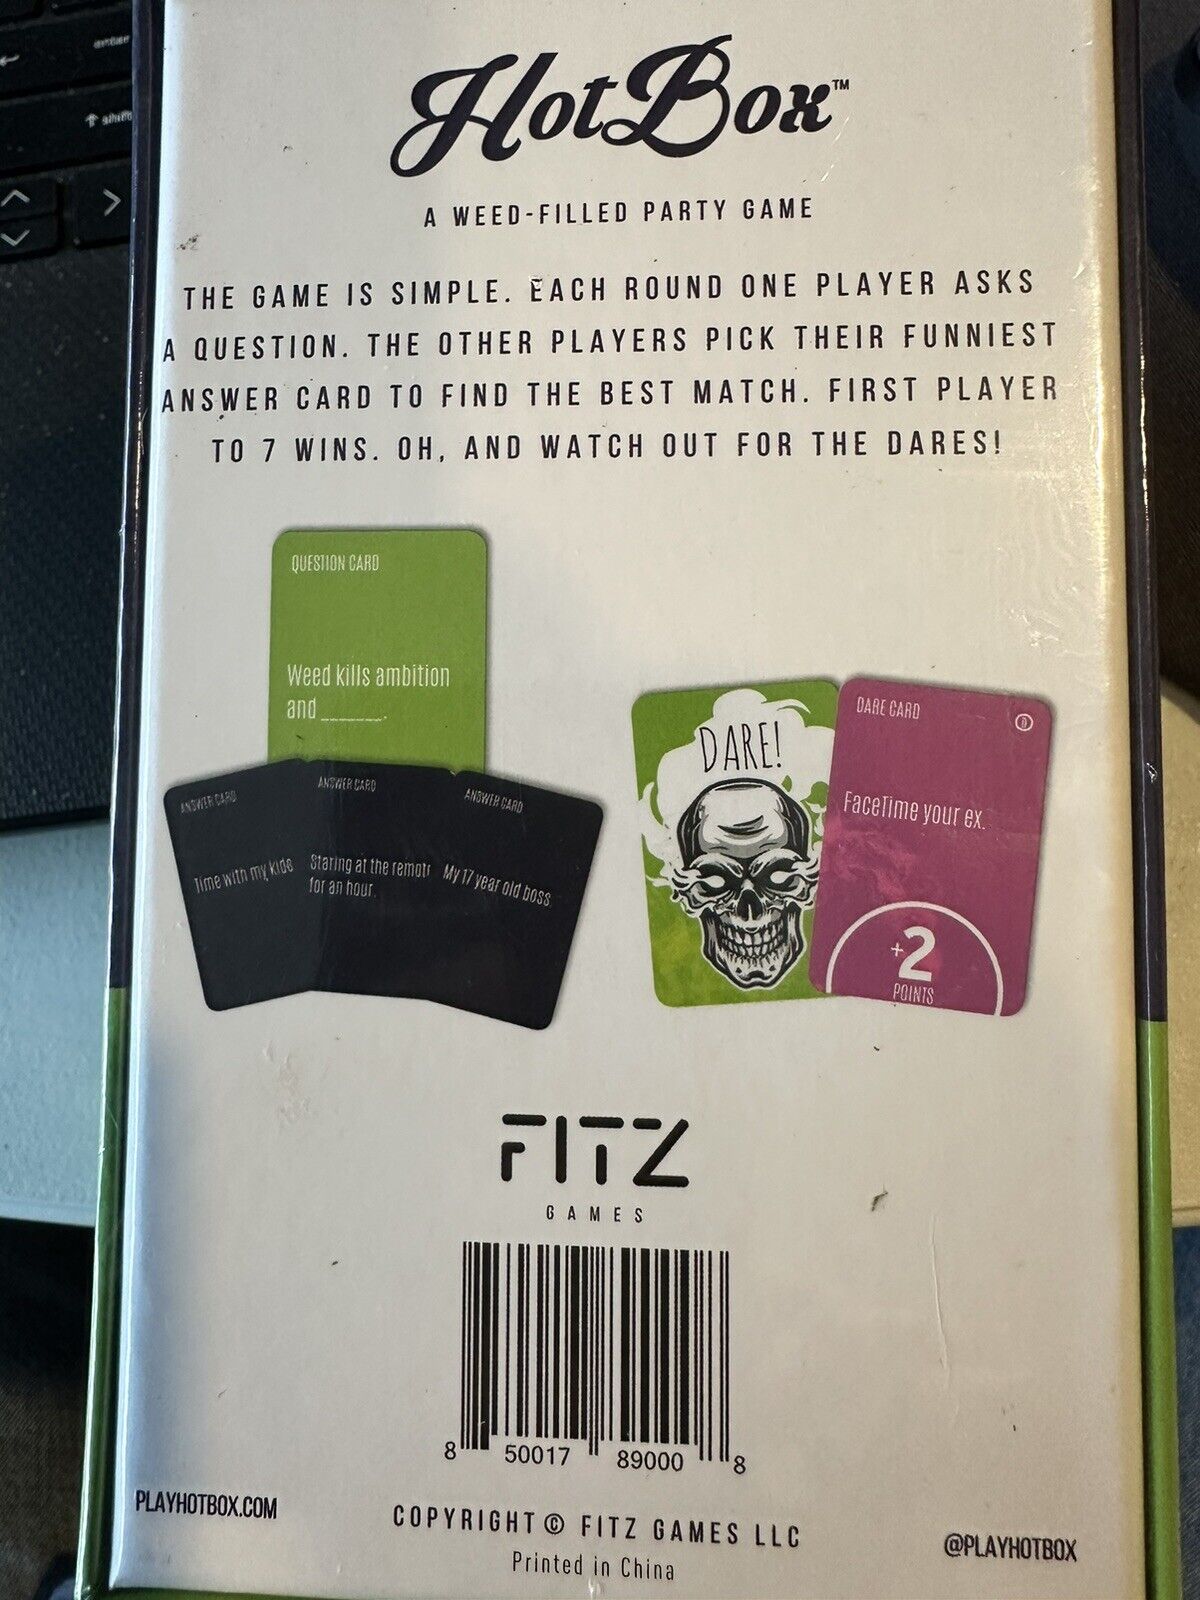 enter
shift
HotBox™
A WEED-FILLED PARTY GAME
THE GAME IS SIMPLE. EACH ROUND ONE PLAYER ASKS
A QUESTION. THE OTHER PLAYERS PICK THEIR FUNNIEST
ANSWER CARD TO FIND THE BEST MATCH. FIRST PLAYER
TO 7 WINS. OH, AND WATCH OUT FOR THE DARES!
QUESTION CARD
Weed kills ambition
and ______.
ANSWER CARD
Time with my kids
ANSWER CARD
Staring at the remote
for an hour.
ANSWER CARD
My 17 year old boss
DARE!
DARE CARD
D
FaceTime your ex.
+2
POINTS
FITZ
GAMES
8 50017 89000 8
PLAYHOTBOX.COM
COPYRIGHT © FITZ GAMES LLC
@PLAYHOTBOX
Printed in China